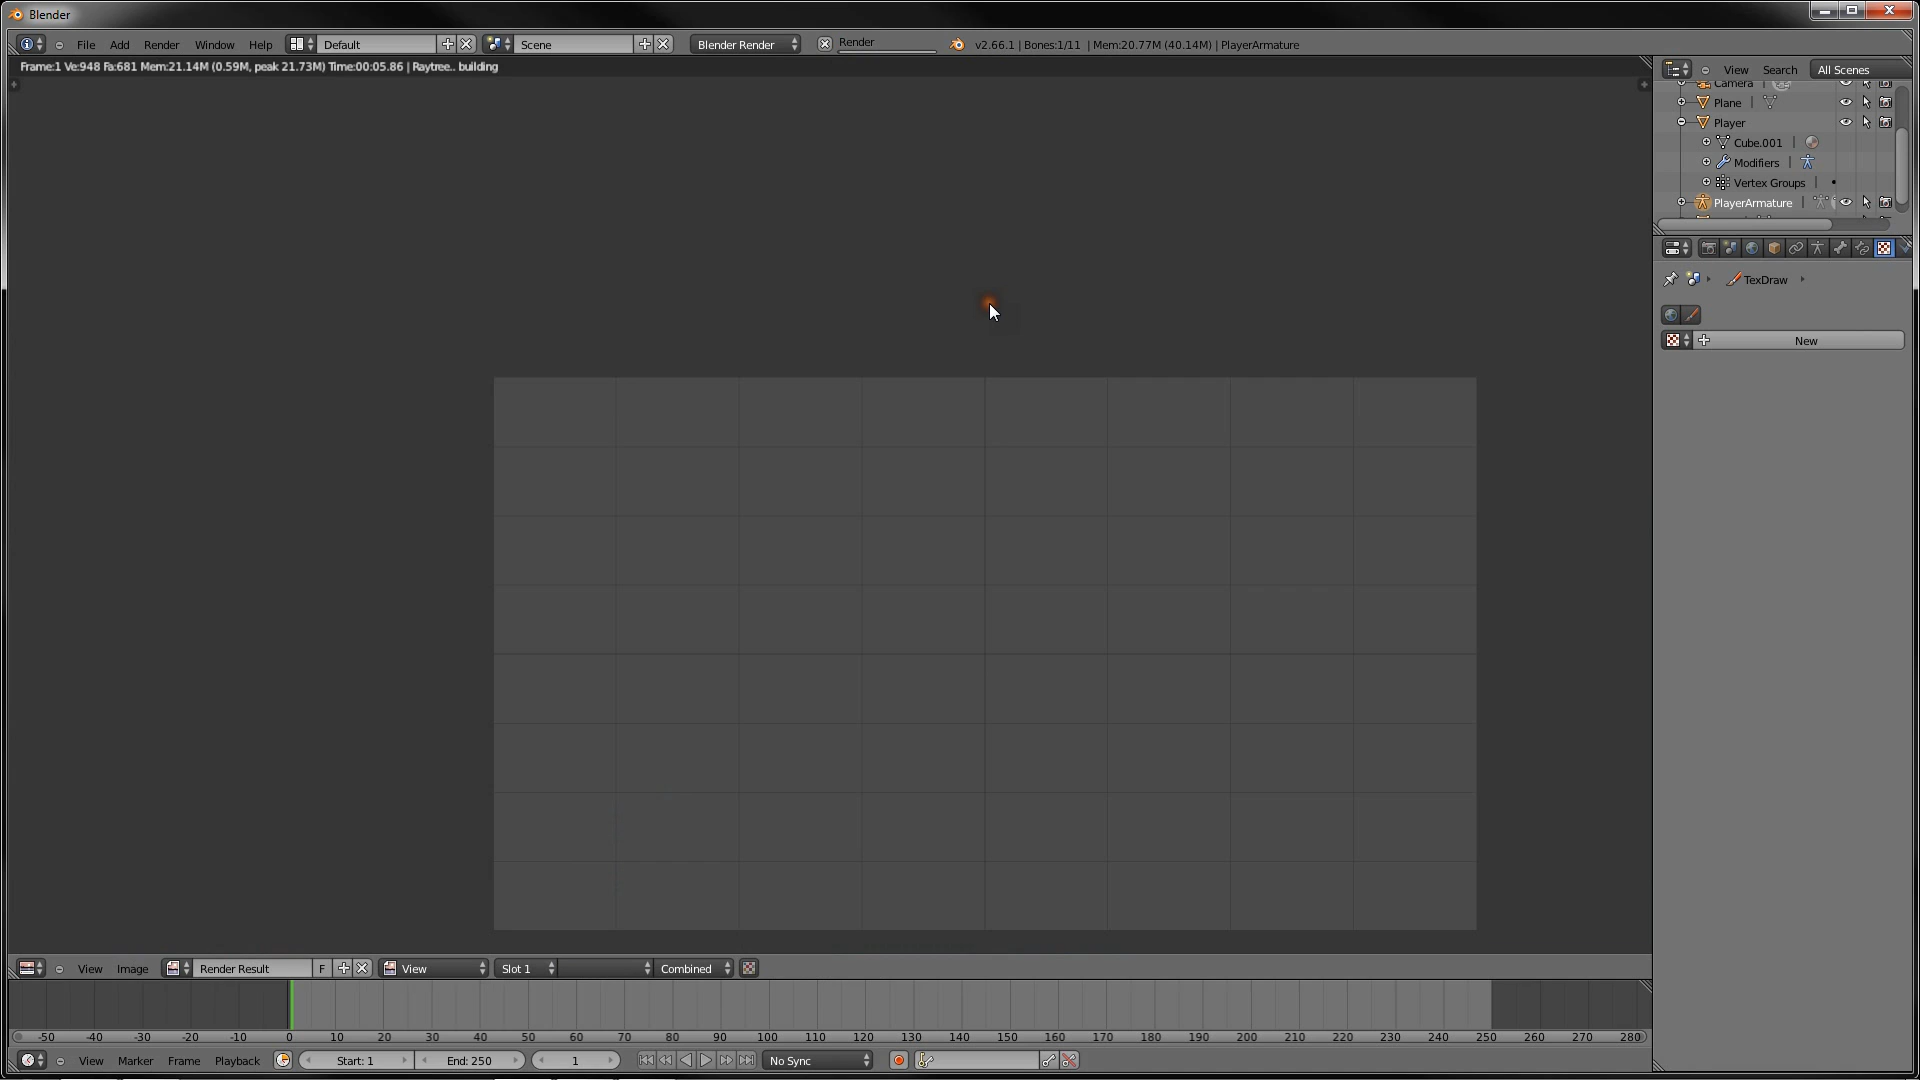 Blender
File Add Render Window Help Default Scene Blender Render Render v2.66.1 | Bones:1/11 | Mem:20.77M (40.14M) | PlayerArmature
Frame:1 Ve:948 Fa:681 Mem:21.14M (0.59M, peak 21.73M) Time:00:05.86 | Raytree.. building
View Search All Scenes
Camera
Plane
Player
Cube.001
Modifiers
Vertex Groups
PlayerArmature
TexDraw
New
View Image Render Result F View Slot 1 Combined
-50 -40 -30 -20 -10 0 10 20 30 40 50 60 70 80 90 100 110 120 130 140 150 160 170 180 190 200 210 220 230 240 250 260 270 280
View Marker Frame Playback Start: 1 End: 250 1 No Sync